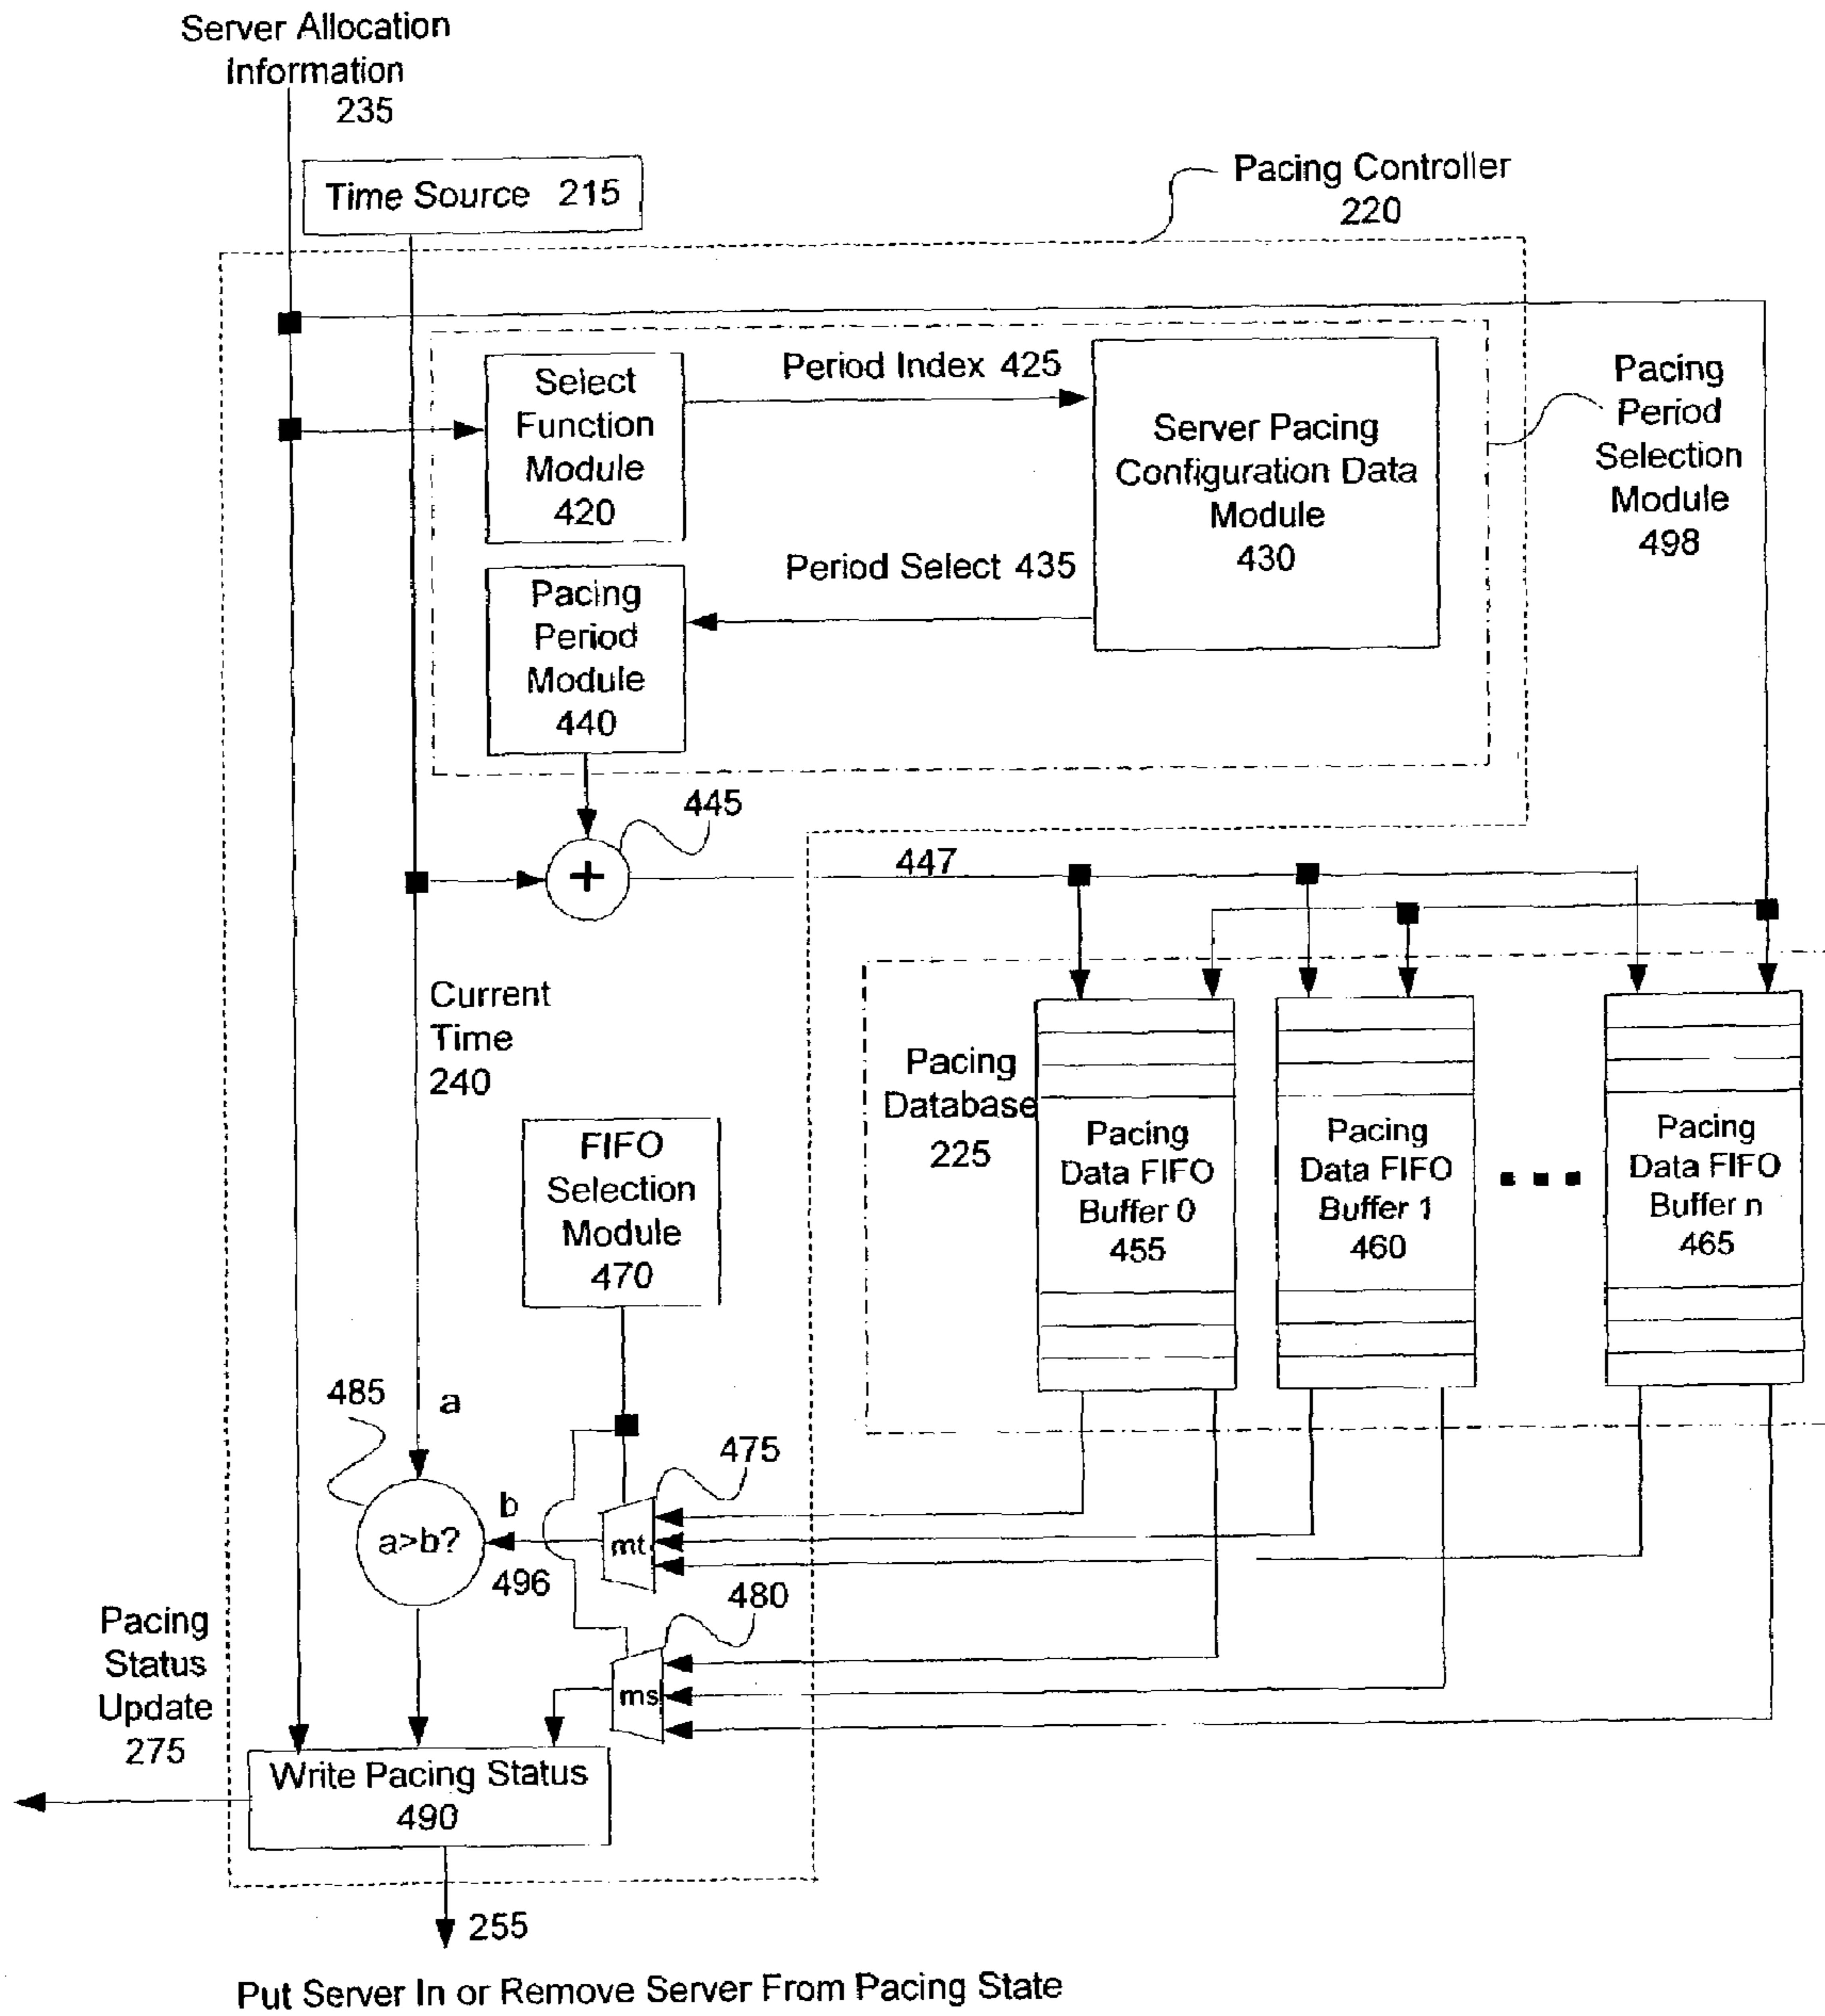 Server Allocation
Information
235
Time Source 215
Pacing Controller
220
Select
Function
Module
420
Period Index 425
Server Pacing
Configuration Data
Module
430
Pacing
Period
Selection
Module
498
Period Select 435
Pacing
Period
Module
440
445
+
447
Current
Time
240
Pacing
Database
225
Pacing
Data FIFO
Buffer 0
455
Pacing
Data FIFO
Buffer 1
460
Pacing
Data FIFO
Buffer n
465
FIFO
Selection
Module
470
485
a
475
b
a>b?
mt
496
480
ms
Pacing
Status
Update
275
Write Pacing Status
490
255
Put Server In or Remove Server From Pacing State